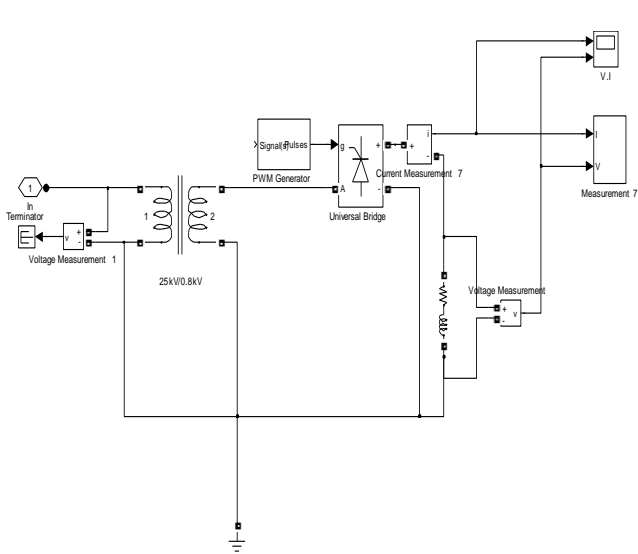 V.I
Signal(s)Pulses
PWM Generator
g
+
A
-
Universal Bridge
+
i
-
Current Measurement 7
I
V
Measurement 7
1
In
Terminator
v
+
-
Voltage Measurement 1
1
2
25kV/0.8kV
Voltage Measurement
+
-
v